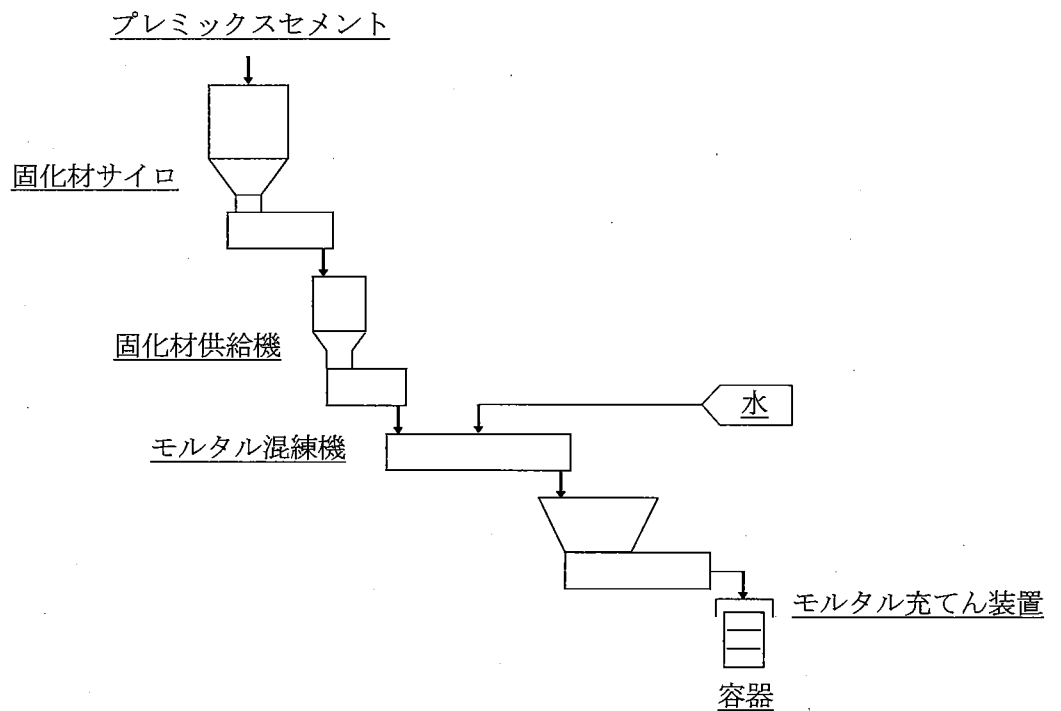 プレミックスセメント
固化材サイロ
固化材供給機
水
モルタル混練機
モルタル充てん装置
容器